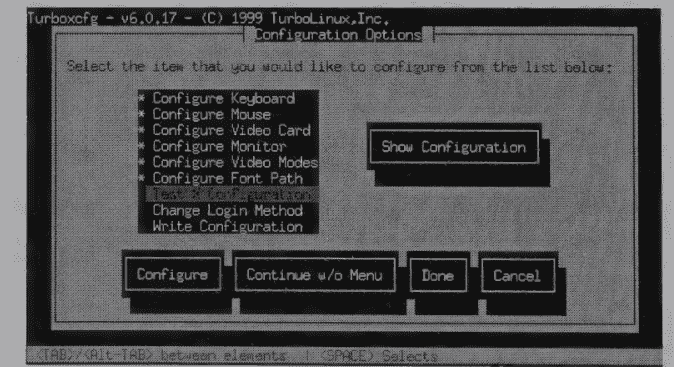 Turboxcfg - v6.0.17 - (C) 1999 TurboLinux,Inc.
Configuration Options
Select the item that you would like to configure from the list below:
* Configure Keyboard
* Configure Mouse
* Configure Video Card
* Configure Monitor
* Configure Video Modes
* Configure Font Path
Test X Configuration
Change Login Method
Write Configuration
Show Configuration
Configure Continue w/o Menu Done Cancel
<TAB>/<Alt-TAB> between elements | <SPACE> Selects